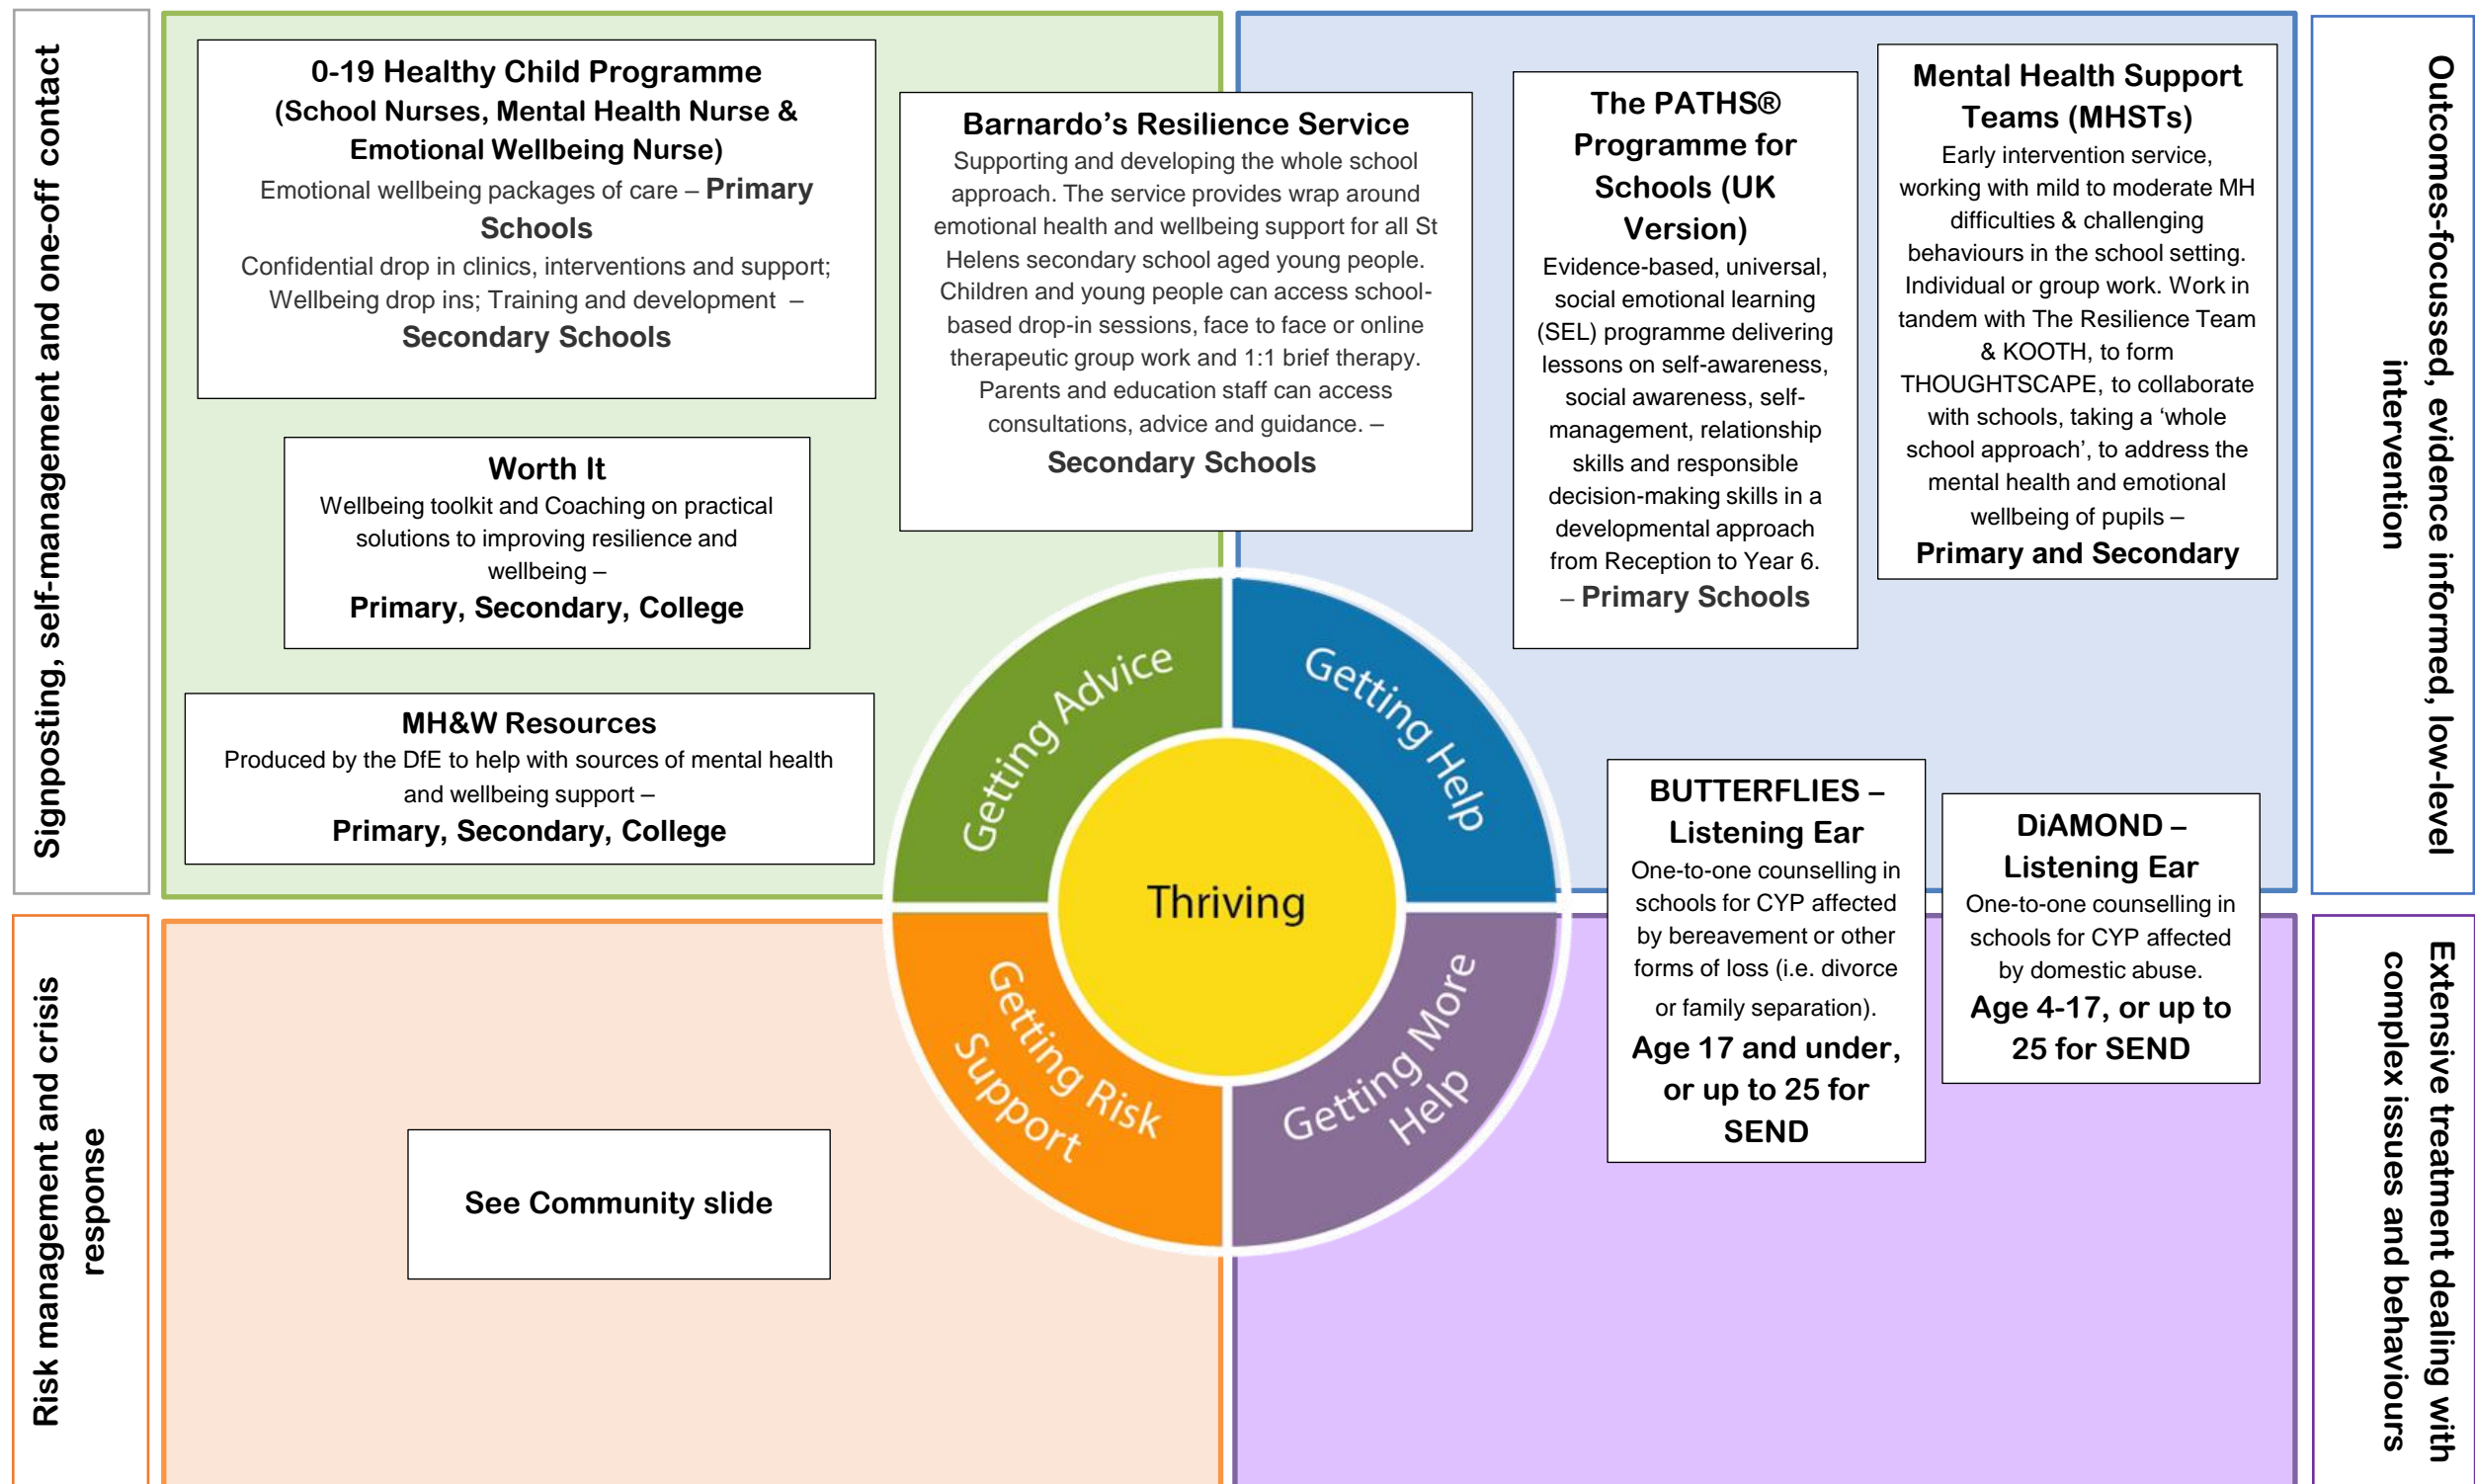 Signposting, self-management and one-off contact
0-19 Healthy Child Programme
(School Nurses, Mental Health Nurse &
Emotional Wellbeing Nurse)
Emotional wellbeing packages of care – Primary
Schools
Confidential drop in clinics, interventions and support;
Wellbeing drop ins; Training and development –
Secondary Schools
Worth It
Wellbeing toolkit and Coaching on practical
solutions to improving resilience and
wellbeing –
Primary, Secondary, College
MH&W Resources
Produced by the DfE to help with sources of mental health
and wellbeing support –
Primary, Secondary, College
Barnardo’s Resilience Service
Supporting and developing the whole school
approach. The service provides wrap around
emotional health and wellbeing support for all St
Helens secondary school aged young people.
Children and young people can access school-
based drop-in sessions, face to face or online
therapeutic group work and 1:1 brief therapy.
Parents and education staff can access
consultations, advice and guidance. –
Secondary Schools
The PATHS®
Programme for
Schools (UK
Version)
Evidence-based, universal,
social emotional learning
(SEL) programme delivering
lessons on self-awareness,
social awareness, self-
management, relationship
skills and responsible
decision-making skills in a
developmental approach
from Reception to Year 6.
– Primary Schools
Mental Health Support
Teams (MHSTs)
Early intervention service,
working with mild to moderate MH
difficulties & challenging
behaviours in the school setting.
Individual or group work. Work in
tandem with The Resilience Team
& KOOTH, to form
THOUGHTSCAPE, to collaborate
with schools, taking a ‘whole
school approach’, to address the
mental health and emotional
wellbeing of pupils –
Primary and Secondary
Outcomes-focussed, evidence informed, low-level
intervention
Getting Advice
Getting Help
Thriving
Getting Risk
Support
Getting More
Help
BUTTERFLIES –
Listening Ear
One-to-one counselling in
schools for CYP affected
by bereavement or other
forms of loss (i.e. divorce
or family separation).
Age 17 and under,
or up to 25 for
SEND
DiAMOND –
Listening Ear
One-to-one counselling in
schools for CYP affected
by domestic abuse.
Age 4-17, or up to
25 for SEND
Risk management and crisis
response
See Community slide
Extensive treatment dealing with
complex issues and behaviours